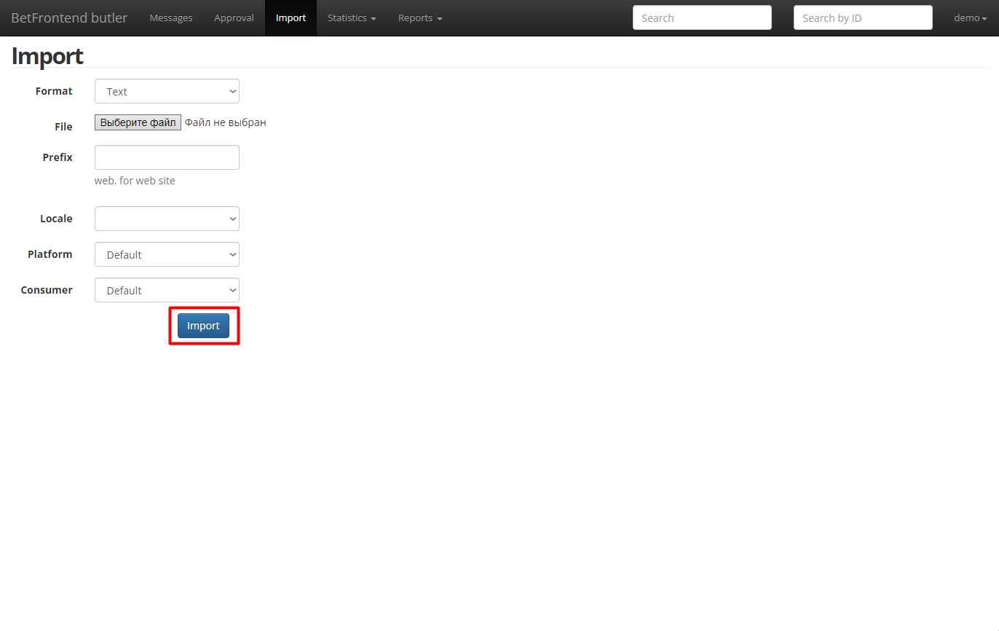 BetFrontend butler Messages Approval Import Statistics Reports Search Search by ID demo
Import
Format Text
File Выберите файл Файл не выбран
Prefix
web. for web site
Locale
Platform Default
Consumer Default
Import